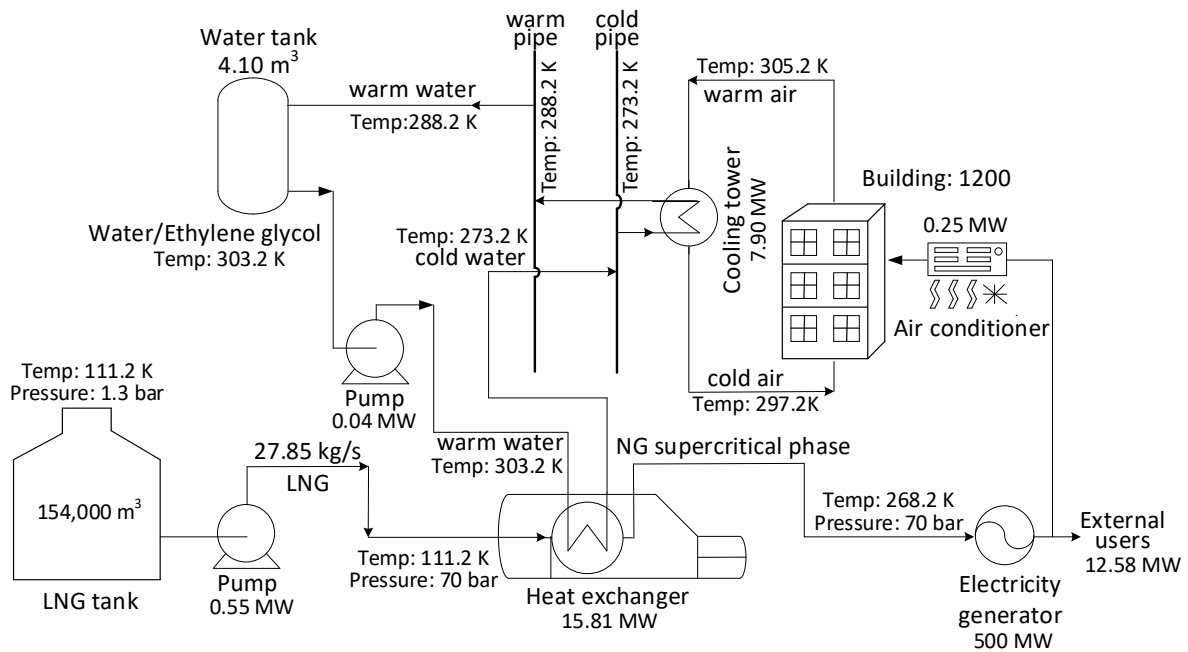 warm
pipe
cold
pipe
Water tank
4.10 m³
warm water
Temp:288.2 K
Temp: 288.2 K
Temp: 273.2 K
Temp: 305.2 K
warm air
Cooling tower
7.90 MW
Building: 1200
0.25 MW
Air conditioner
Water/Ethylene glycol
Temp: 303.2 K
Temp: 273.2 K
cold water
cold air
Temp: 297.2K
Temp: 111.2 K
Pressure: 1.3 bar
Pump
0.04 MW
warm water
Temp: 303.2 K
NG supercritical phase
27.85 kg/s
LNG
154,000 m³
Temp: 268.2 K
Pressure: 70 bar
External
users
12.58 MW
Temp: 111.2 K
Pressure: 70 bar
Pump
0.55 MW
LNG tank
Heat exchanger
15.81 MW
Electricity
generator
500 MW